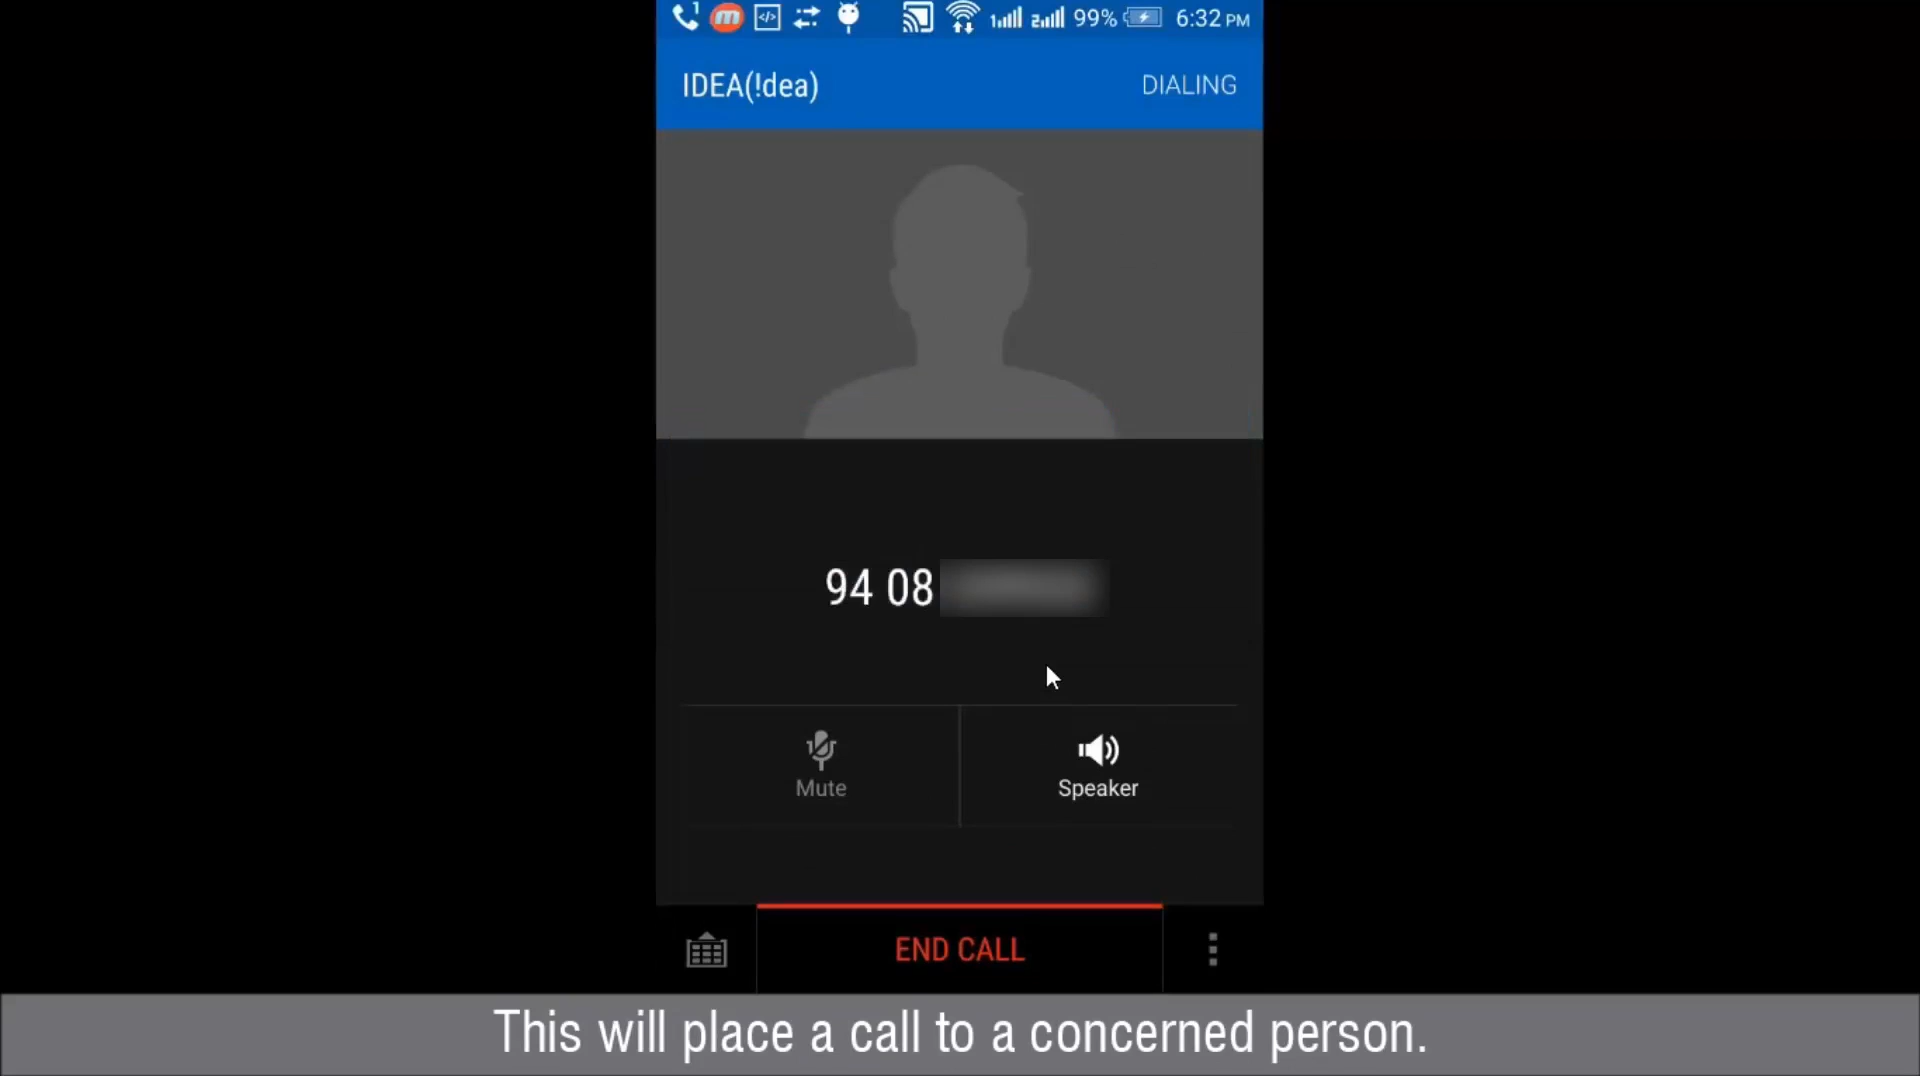 99% 6:32 PM
IDEA(!dea) DIALING
94 08
Mute Speaker
END CALL
This will place a call to a concerned person.